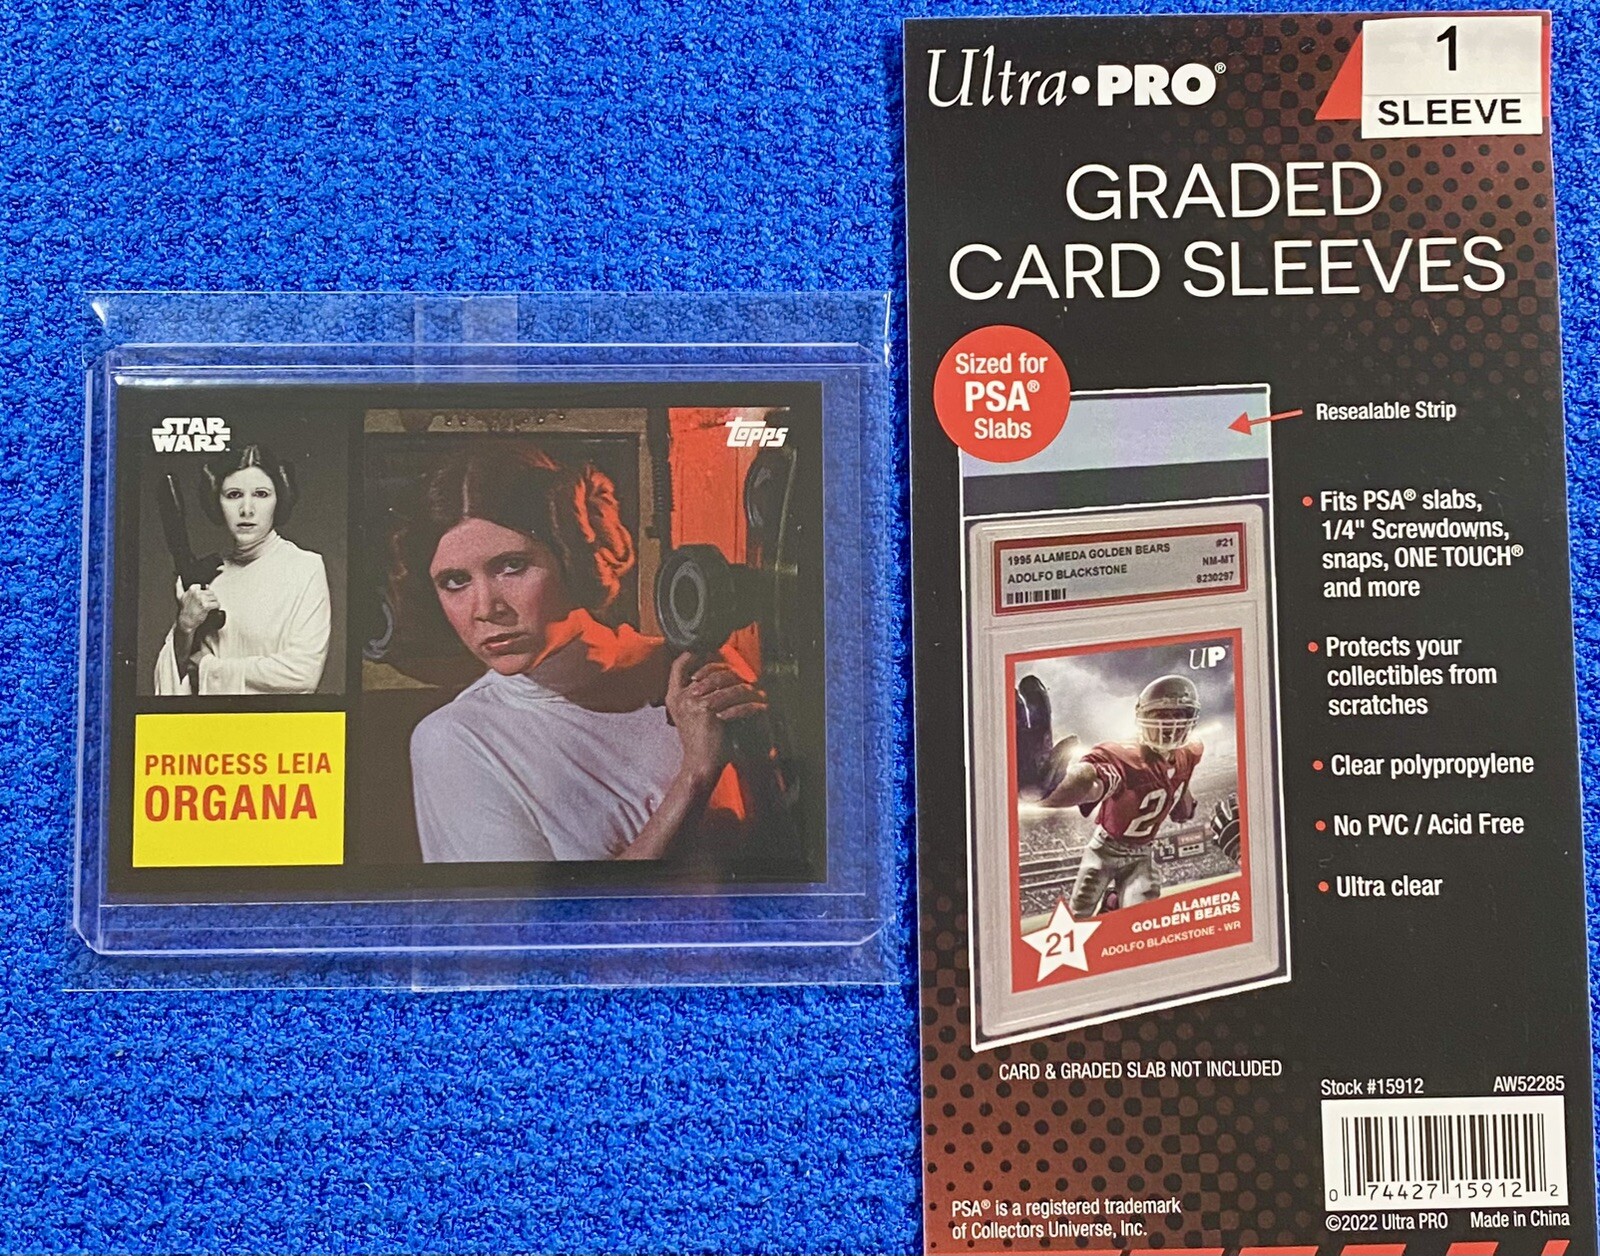 STAR
WARS
topps
PRINCESS LEIA
ORGANA
Ultra•PRO®
1
SLEEVE
GRADED
CARD SLEEVES
Sized for
PSA®
Slabs
Resealable Strip
• Fits PSA® slabs,
1/4" Screwdowns,
snaps, ONE TOUCH®
and more
• Protects your
collectibles from
scratches
• Clear polypropylene
• No PVC / Acid Free
• Ultra clear
1995 ALAMEDA GOLDEN BEARS #21
ADOLFO BLACKSTONE NM-MT
8230297
UP
21
ALAMEDA
GOLDEN BEARS
ADOLFO BLACKSTONE - WR
21
CARD & GRADED SLAB NOT INCLUDED
Stock #15912 AW52285
0 74427 15912 2
PSA® is a registered trademark
of Collectors Universe, Inc.
©2022 Ultra PRO Made in China